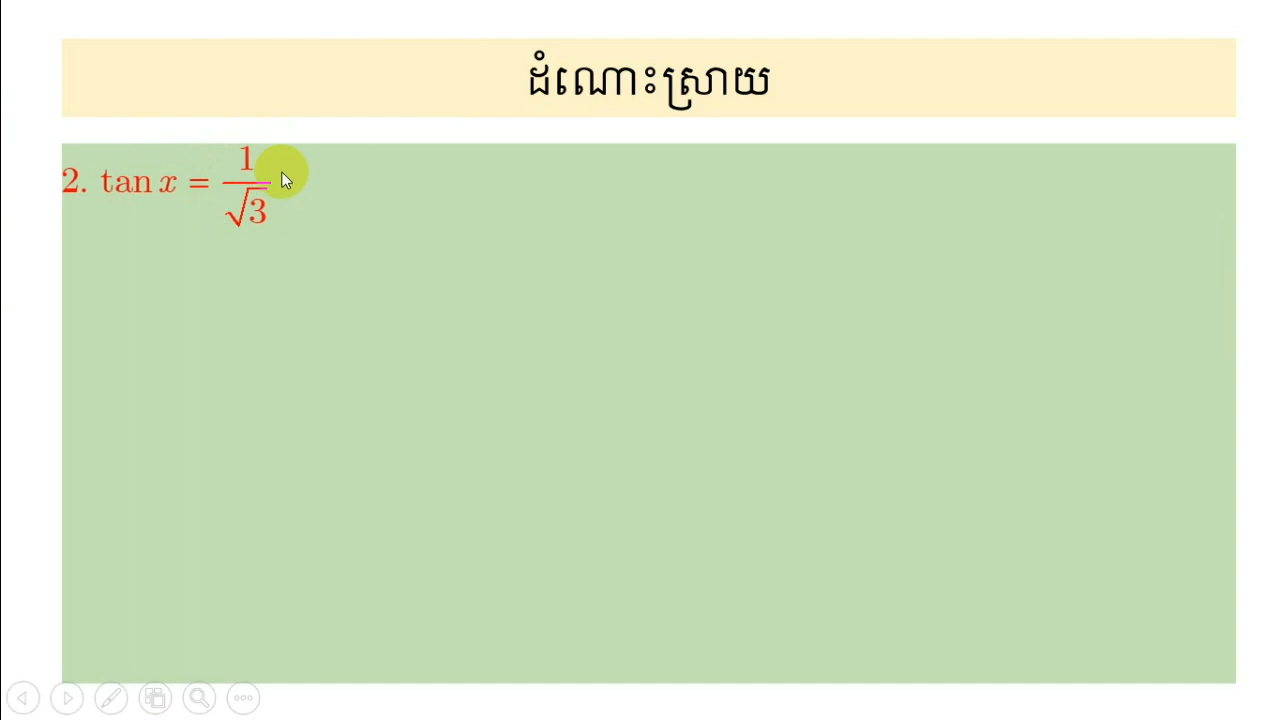 ដំណោះស្រាយ
2. tan x = 1/√3